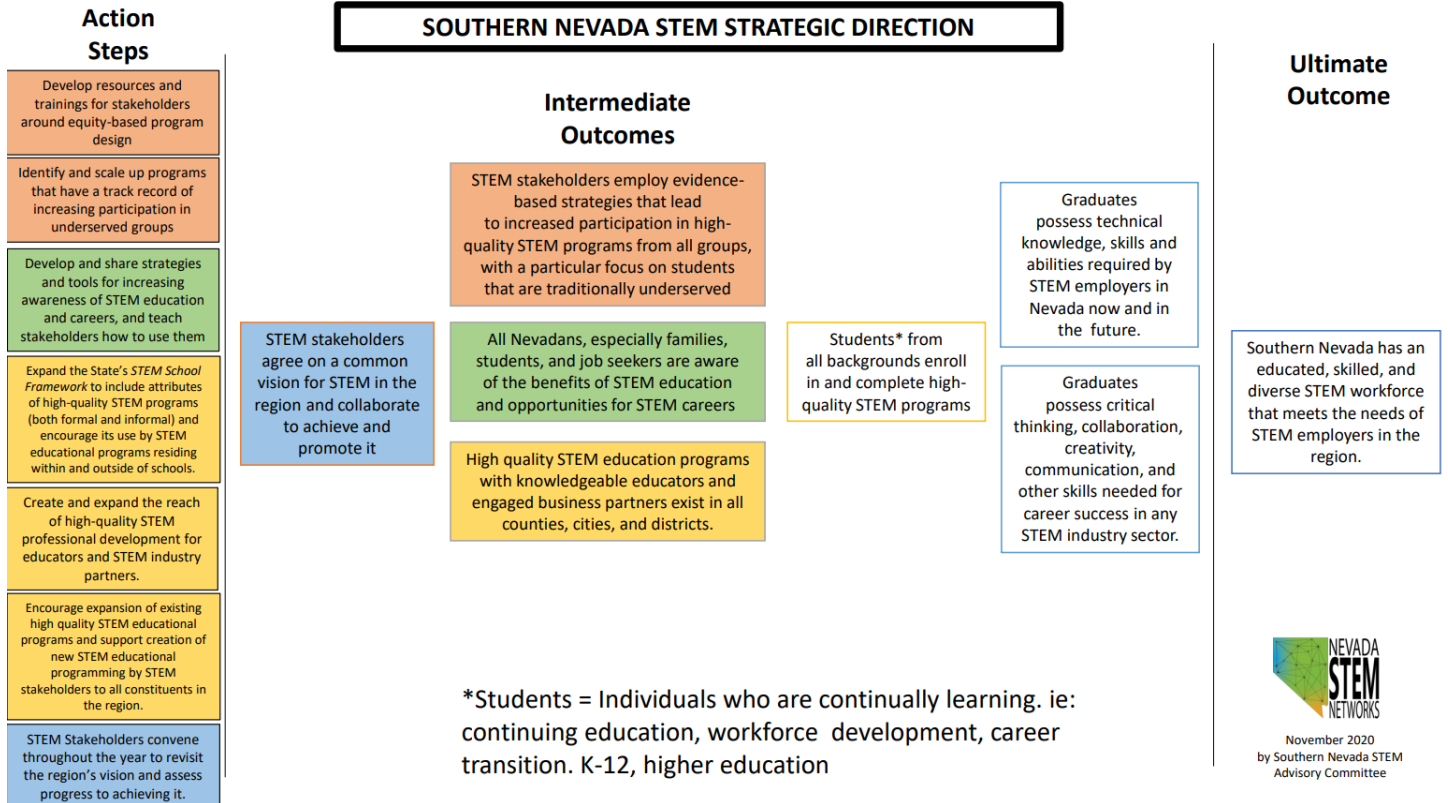 SOUTHERN NEVADA STEM STRATEGIC DIRECTION
Action
Steps
Develop resources and
trainings for stakeholders
around equity-based program
design
Identify and scale up programs
that have a track record of
increasing participation in
underserved groups
Develop and share strategies
and tools for increasing
awareness of STEM education
and careers, and teach
stakeholders how to use them
Expand the State's STEM School
Framework to include attributes
of high-quality STEM programs
(both formal and informal) and
encourage its use by STEM
educational programs residing
within and outside of schools.
Create and expand the reach
of high-quality STEM
professional development for
educators and STEM industry
partners.
Encourage expansion of existing
high quality STEM educational
programs and support creation of
new STEM educational
programming by STEM
stakeholders to all constituents in
the region.
STEM Stakeholders convene
throughout the year to revisit
the region's vision and assess
progress to achieving it.
Intermediate
Outcomes
STEM stakeholders
agree on a common
vision for STEM in the
region and collaborate
to achieve and
promote it
STEM stakeholders employ evidence-
based strategies that lead
to increased participation in high-
quality STEM programs from all groups,
with a particular focus on students
that are traditionally underserved
All Nevadans, especially families,
students, and job seekers are aware
of the benefits of STEM education
and opportunities for STEM careers
High quality STEM education programs
with knowledgeable educators and
engaged business partners exist in all
counties, cities, and districts.
Students* from
all backgrounds enroll
in and complete high-
quality STEM programs
Graduates
possess technical
knowledge, skills and
abilities required by
STEM employers in
Nevada now and in
the future.
Graduates
possess critical
thinking, collaboration,
creativity,
communication, and
other skills needed for
career success in any
STEM industry sector.
Ultimate
Outcome
Southern Nevada has an
educated, skilled, and
diverse STEM workforce
that meets the needs of
STEM employers in the
region.
*Students = Individuals who are continually learning. ie:
continuing education, workforce development, career
transition. K-12, higher education
NEVADA
STEM
NETWORKS
November 2020
by Southern Nevada STEM
Advisory Committee